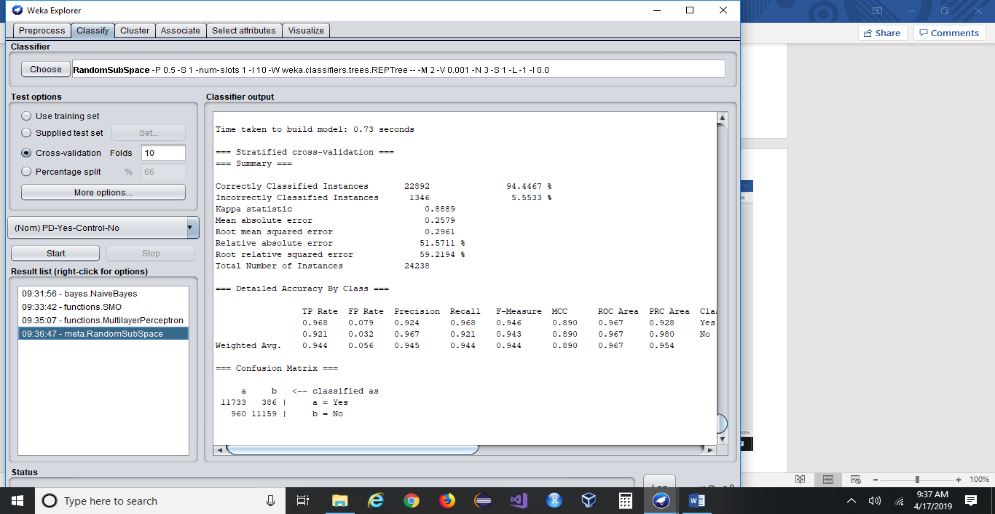 Weka Explorer
Preprocess Classify Cluster Associate Select attributes Visualize
Share Comments
Classifier
Choose RandomSubSpace -P 0.5 -S 1 -num-slots 1 -I 10 -W weka.classifiers.trees.REPTree -- -M 2 -V 0.001 -N 3 -S 1 -L -1 -I 0.0
Test options
Use training set
Supplied test set Set...
Cross-validation Folds 10
Percentage split % 66
More options...
(Nom) PD-Yes-Control-No
Start Stop
Result list (right-click for options)
09:31:56 - bayes.NaiveBayes
09:33:42 - functions.SMO
09:35:07 - functions.MultilayerPerceptron
09:36:47 - meta.RandomSubSpace
Classifier output
Time taken to build model: 0.73 seconds
=== Stratified cross-validation ===
=== Summary ===
Correctly Classified Instances 22892 94.4467 %
Incorrectly Classified Instances 1346 5.5533 %
Kappa statistic 0.8889
Mean absolute error 0.2579
Root mean squared error 0.2961
Relative absolute error 51.5711 %
Root relative squared error 59.2194 %
Total Number of Instances 24238
=== Detailed Accuracy By Class ===
TP Rate FP Rate Precision Recall F-Measure MCC ROC Area PRC Area Cla
0.968 0.079 0.924 0.968 0.946 0.890 0.967 0.928 Yes
0.921 0.032 0.967 0.921 0.943 0.890 0.967 0.980 No
Weighted Avg. 0.944 0.056 0.945 0.944 0.944 0.890 0.967 0.954
=== Confusion Matrix ===
a b <-- classified as
11733 386 | a = Yes
960 11159 | b = No
Status
100%
Type here to search
9:37 AM
4/17/2019